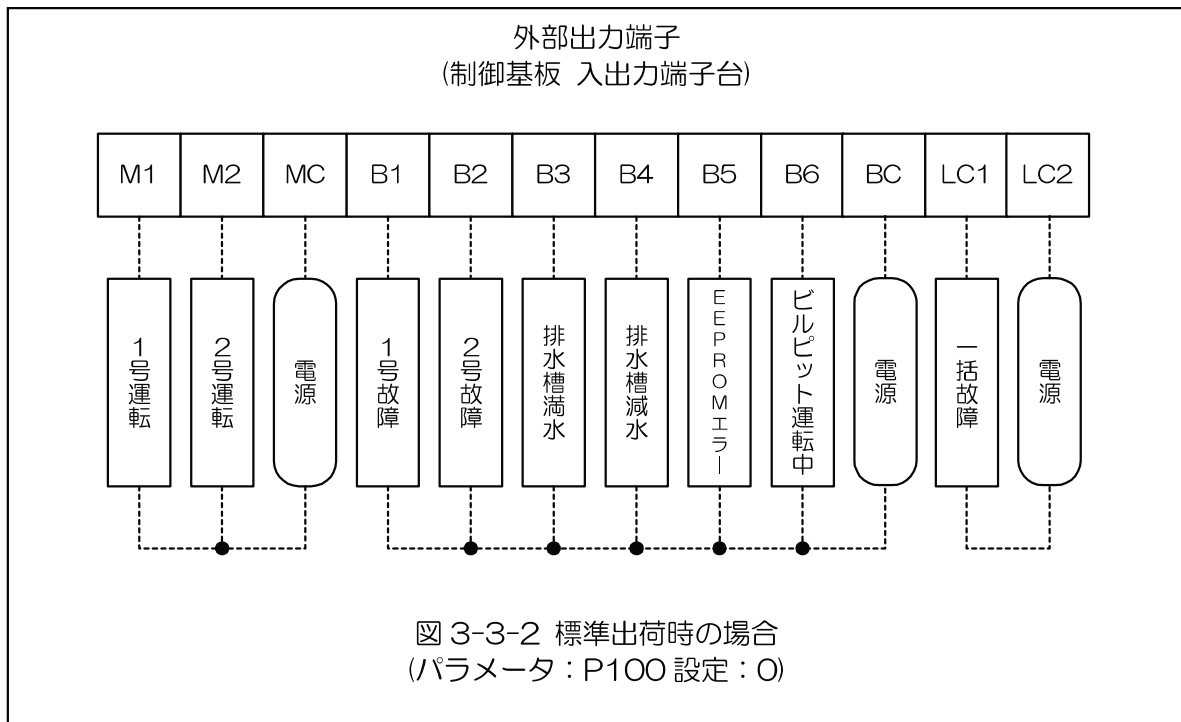 外部出力端子
(制御基板 入出力端子台)
M1 M2 MC B1 B2 B3 B4 B5 B6 BC LC1 LC2
1号運転
2号運転
電源
1号故障
2号故障
排水槽満水
排水槽減水
EEPROMエラー
ビルピット運転中
電源
一括故障
電源
図 3-3-2 標準出荷時の場合
(パラメータ：P100 設定：0)